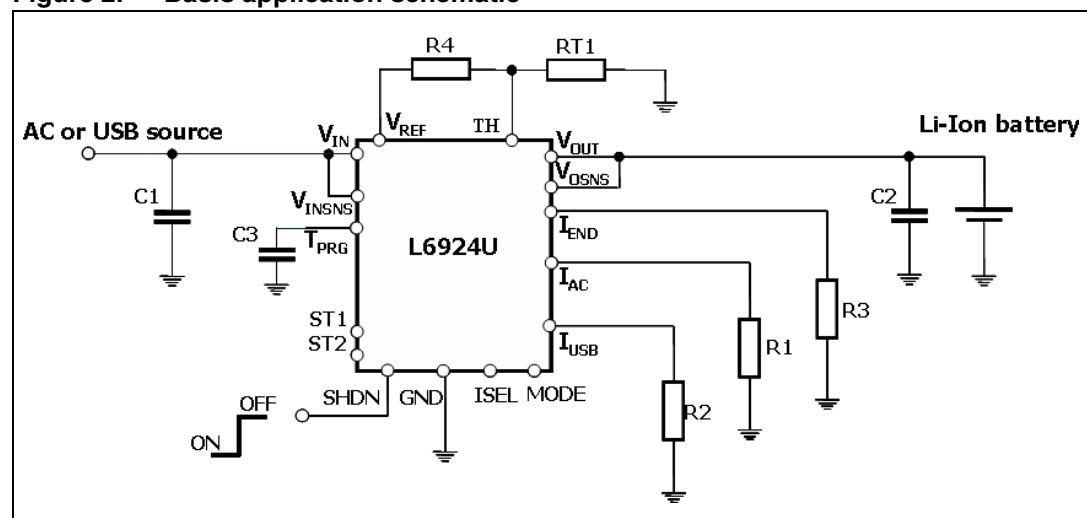 Figure 2. Basis application schematic
R4
RT1
AC or USB source
Li-Ion battery
VIN
VREF
TH
VOUT
VOSNS
C1
VINSNS
C2
IEND
C3
TPRG
L6924U
IAC
R3
ST1
ST2
IUSB
R1
SHDN
GND
ISEL
MODE
R2
OFF
ON